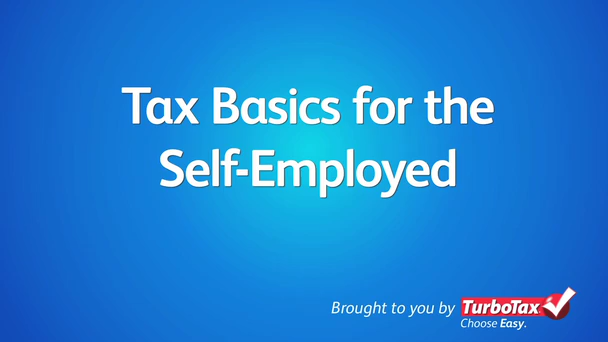 Tax Basics for the
Self-Employed
Brought to you by TurboTax
Choose Easy.